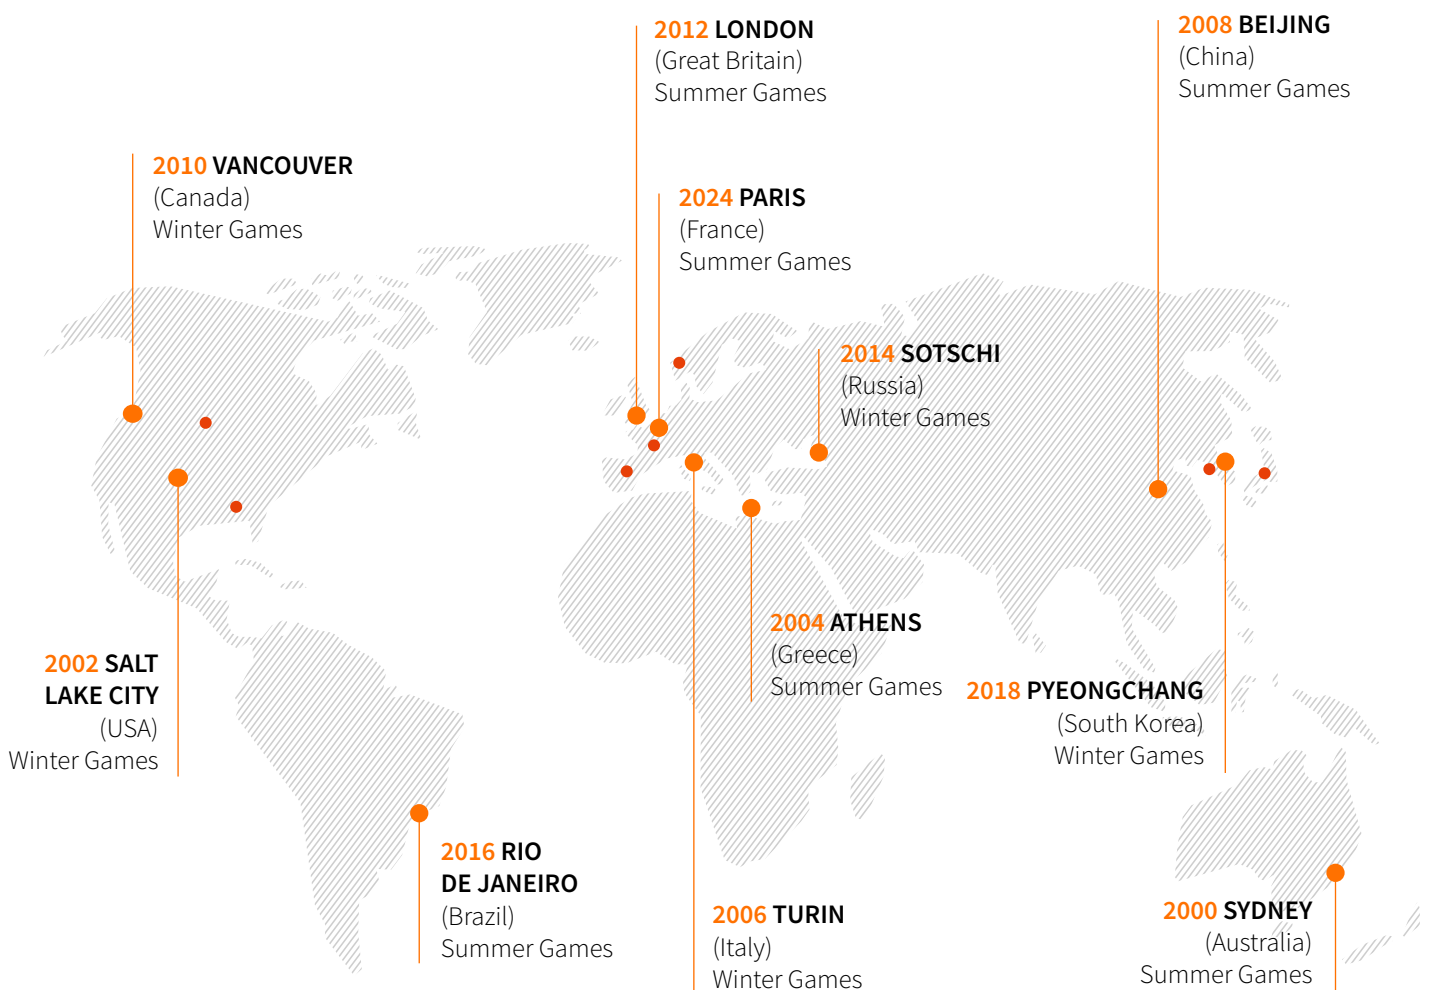 2012 LONDON
(Great Britain)
Summer Games
2008 BEIJING
(China)
Summer Games
2010 VANCOUVER
(Canada)
Winter Games
2024 PARIS
(France)
Summer Games
2014 SOTSCHI
(Russia)
Winter Games
2004 ATHENS
(Greece)
Summer Games
2002 SALT
LAKE CITY
(USA)
Winter Games
2018 PYEONGCHANG
(South Korea)
Winter Games
2016 RIO
DE JANEIRO
(Brazil)
Summer Games
2006 TURIN
(Italy)
Winter Games
2000 SYDNEY
(Australia)
Summer Games